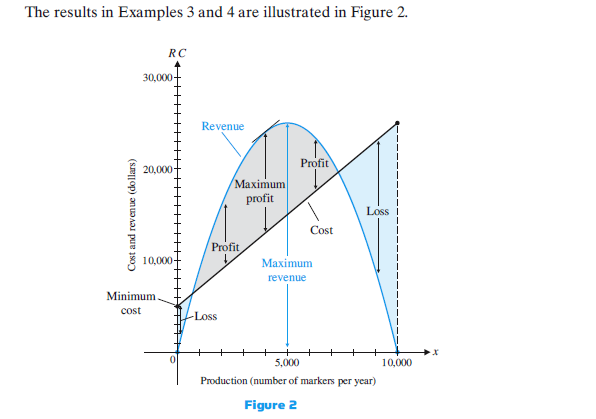 The results in Examples 3 and 4 are illustrated in Figure 2.
R C
30,000
Revenue
20,000
Profit
Maximum
profit
Loss
Cost
Profit
10,000
Maximum
revenue
Minimum
cost
Loss
Cost and revenue (dollars)
0
5,000
10,000
x
Production (number of markers per year)
Figure 2